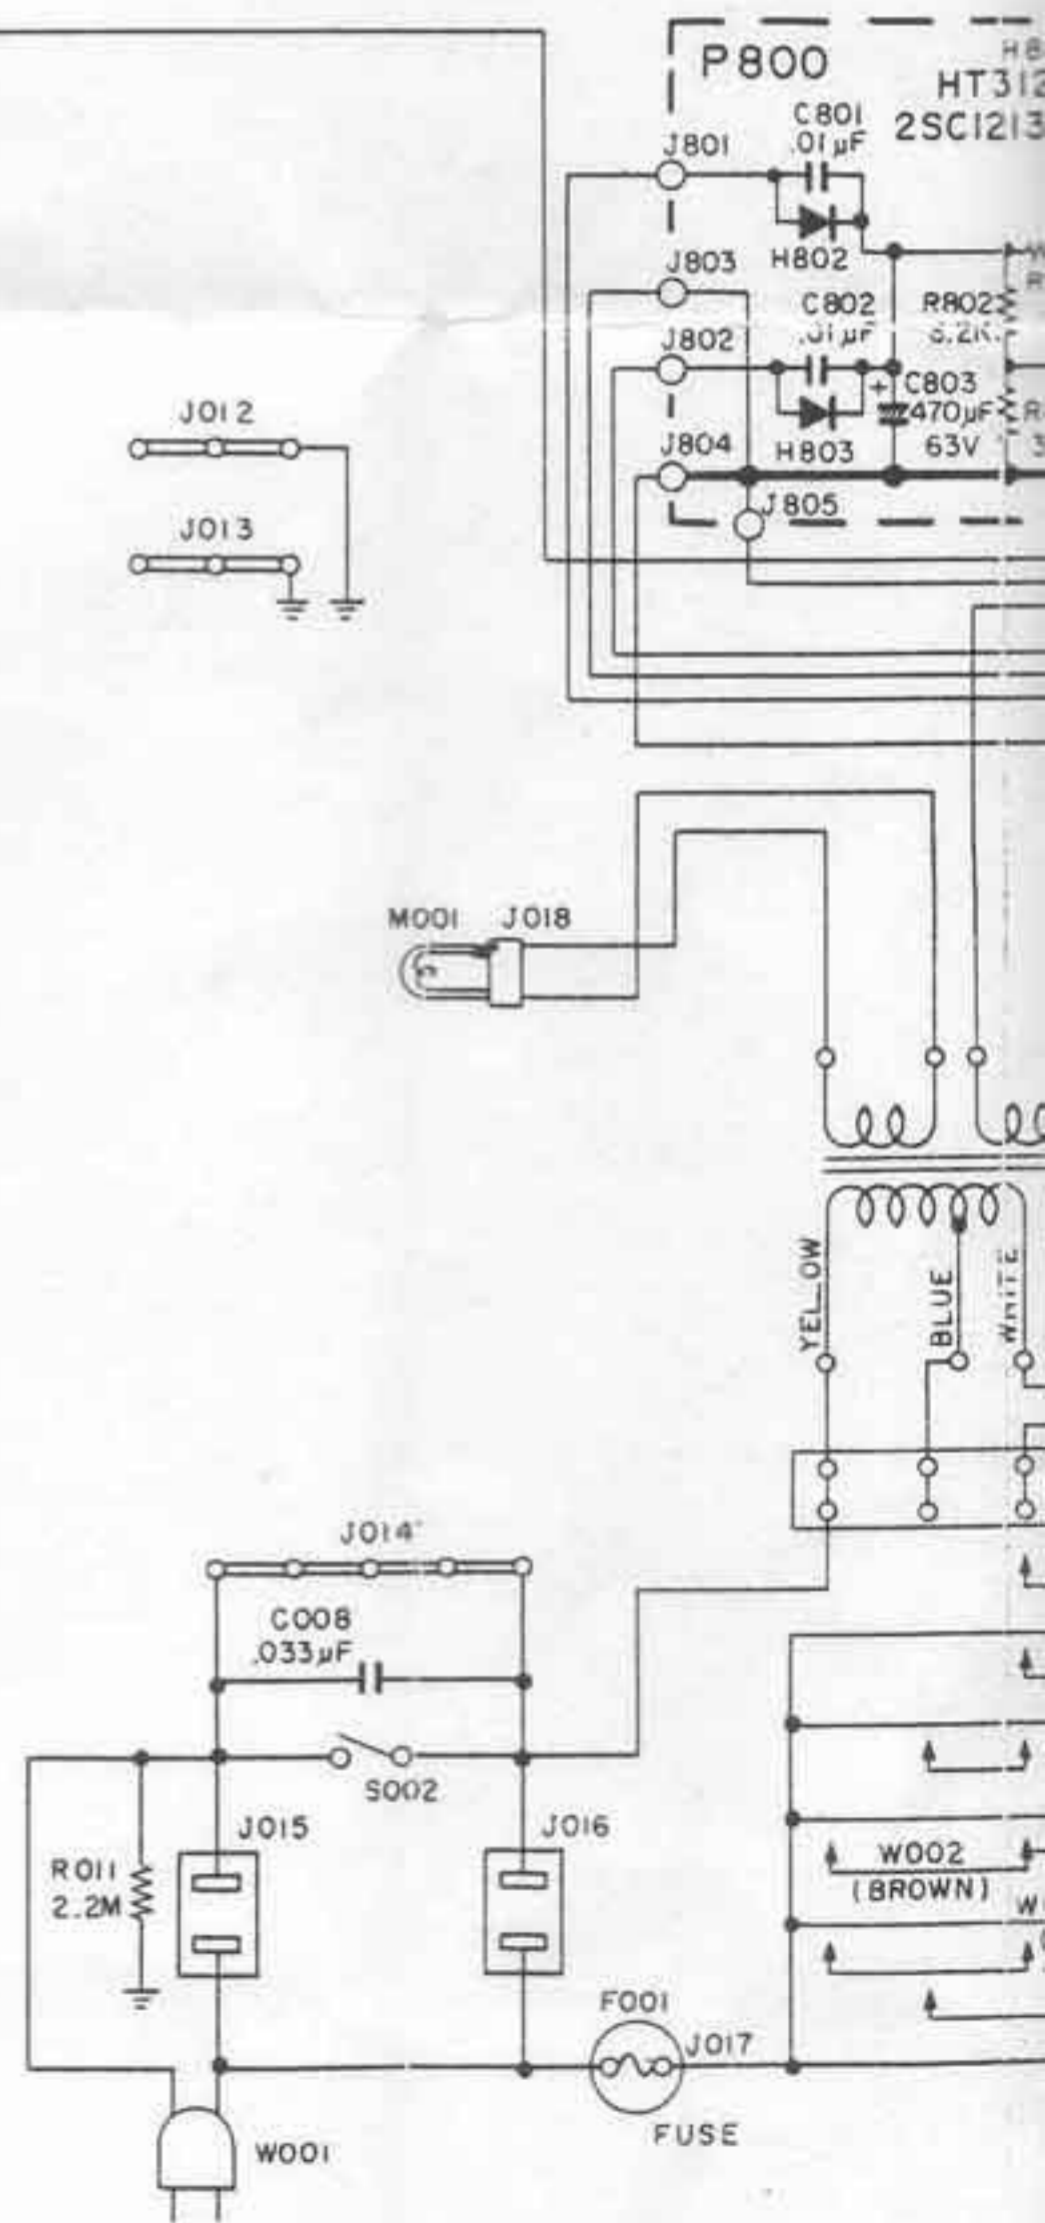 P800
HT312
2SC1213
C801
.01µF
J801
H802
J803
C802
.01µF
R802
J802
+
C803
470µF
63V
J804
H803
J805
J012
J013
M001
J018
YELLOW
BLUE
WHITE
J014
C008
.033µF
S002
J015
J016
R011
2.2M
W002
(BROWN)
F001
J017
FUSE
W001